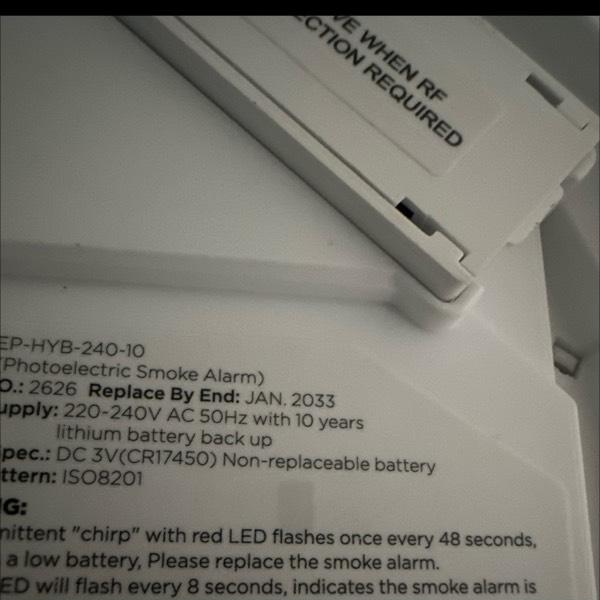 VE WHEN RF
ECTION REQUIRED
EP-HYB-240-10
(Photoelectric Smoke Alarm)
O.: 2626 Replace By End: JAN. 2033
upply: 220-240V AC 50Hz with 10 years
lithium battery back up
pec.: DC 3V(CR17450) Non-replaceable battery
ttern: ISO8201
G:
nittent "chirp" with red LED flashes once every 48 seconds,
a low battery, Please replace the smoke alarm.
ED will flash every 8 seconds, indicates the smoke alarm is